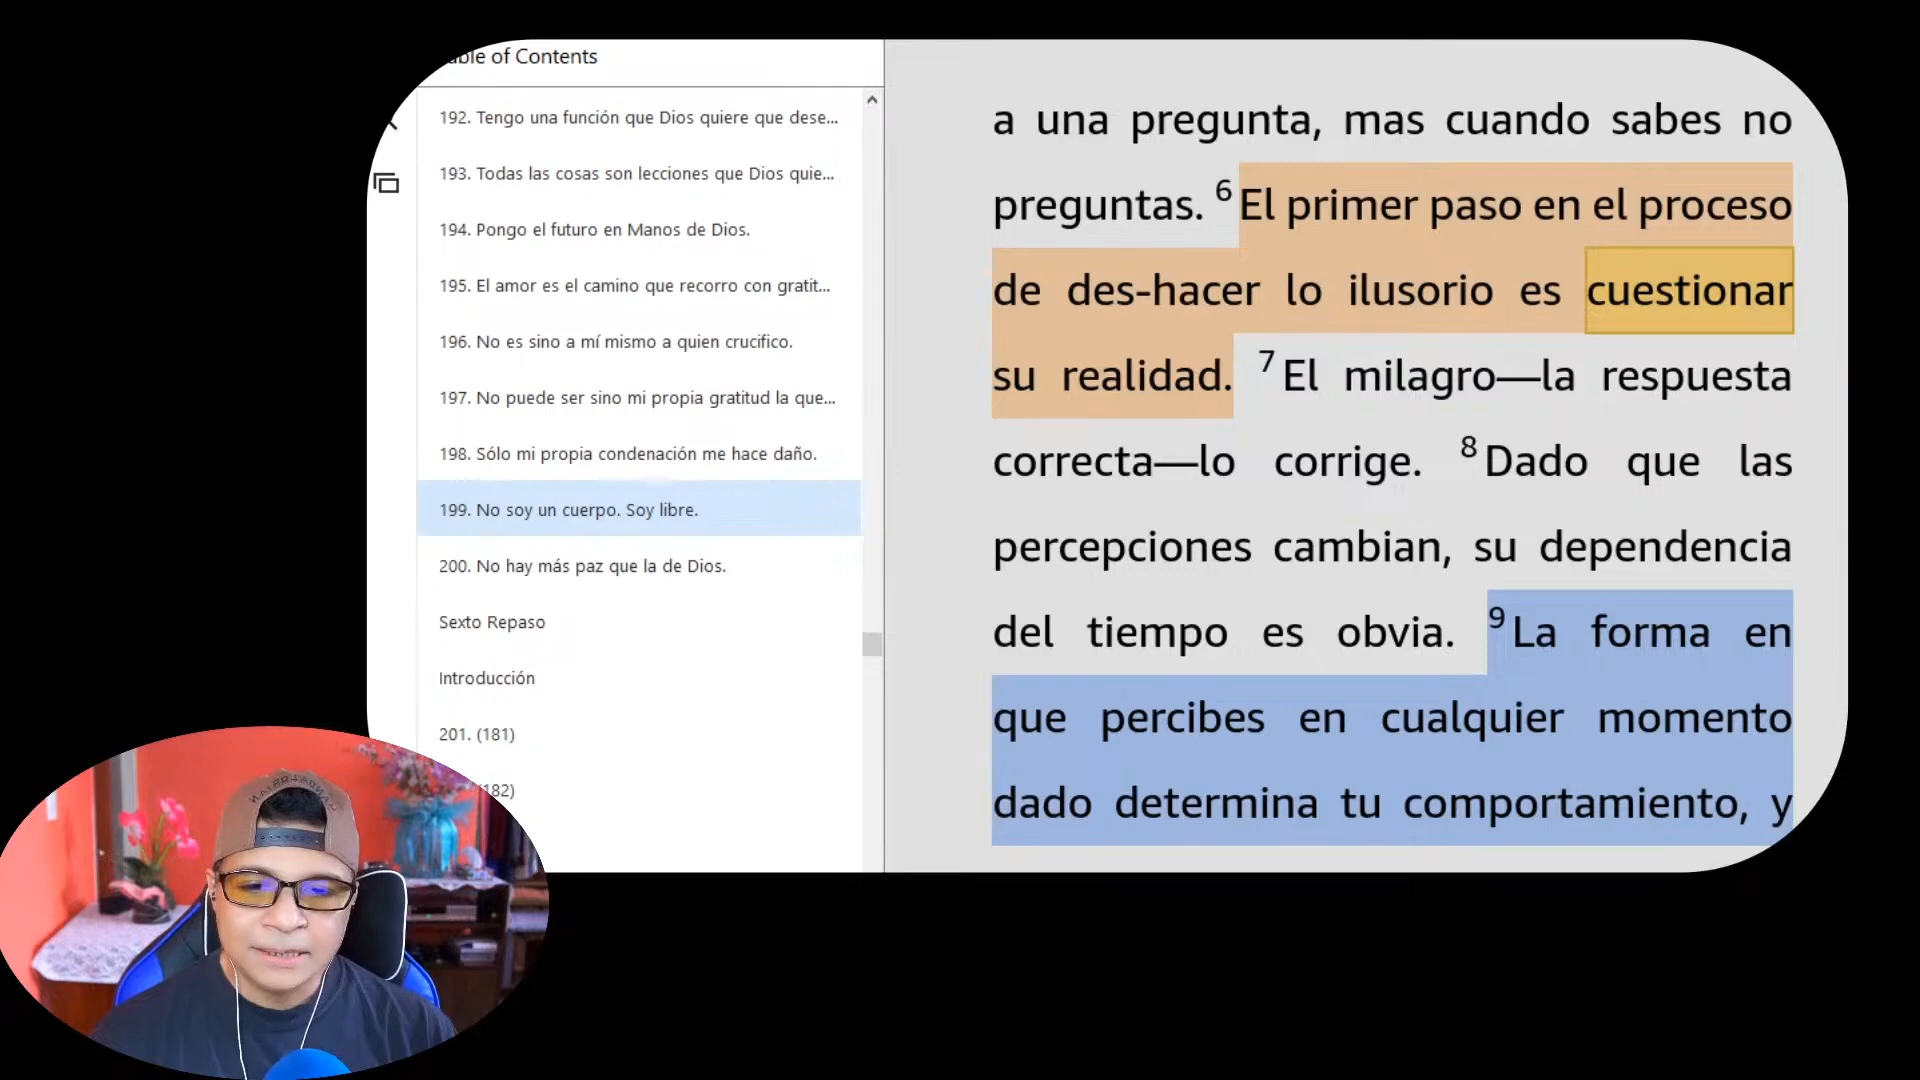 ble of Contents
192. Tengo una función que Dios quiere que dese...
193. Todas las cosas son lecciones que Dios quie...
194. Pongo el futuro en Manos de Dios.
195. El amor es el camino que recorro con gratit...
196. No es sino a mí mismo a quien crucifico.
197. No puede ser sino mi propia gratitud la que...
198. Sólo mi propia condenación me hace daño.
199. No soy un cuerpo. Soy libre.
200. No hay más paz que la de Dios.
Sexto Repaso
Introducción
201. (181)
182)
a una pregunta, mas cuando sabes no
preguntas. 6 El primer paso en el proceso
de des-hacer lo ilusorio es cuestionar
su realidad. 7 El milagro—la respuesta
correcta—lo corrige. 8 Dado que las
percepciones cambian, su dependencia
del tiempo es obvia. 9 La forma en
que percibes en cualquier momento
dado determina tu comportamiento, y